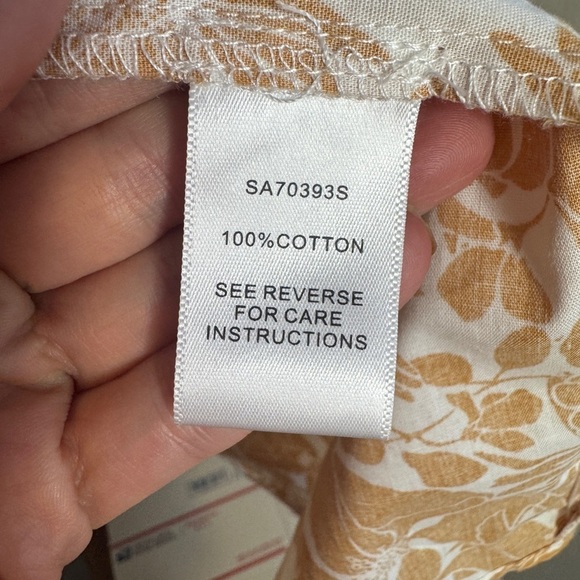 SA70393S
100%COTTON
SEE REVERSE
FOR CARE
INSTRUCTIONS